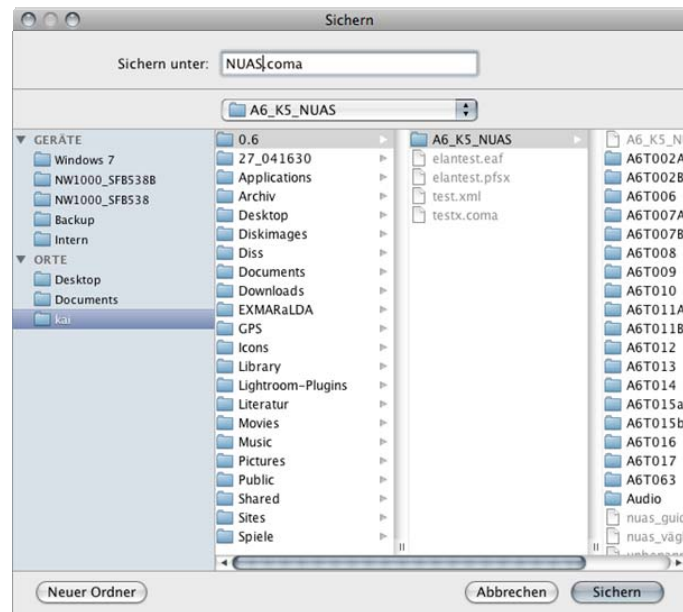 Sichern
Sichern unter: NUAS.coma
A6_K5_NUAS
GERÄTE
Windows 7
NW1000_SFB538B
NW1000_SFB538
Backup
Intern
ORTE
Desktop
Documents
kai
0.6
27_041630
Applications
Archiv
Desktop
Diskimages
Diss
Documents
Downloads
EXMARaLDA
GPS
Icons
Library
Lightroom-Plugins
Literatur
Movies
Music
Pictures
Public
Shared
Sites
Spiele
A6_K5_NUAS
elantest.eaf
elantest.pfsx
test.xml
testx.coma
A6_K5_N
A6T002A
A6T002B
A6T006
A6T007A
A6T007B
A6T008
A6T009
A6T010
A6T011A
A6T011B
A6T012
A6T013
A6T014
A6T015a
A6T015b
A6T016
A6T017
A6T063
Audio
nuas_guid
nuas_väg
Neuer Ordner
Abbrechen
Sichern